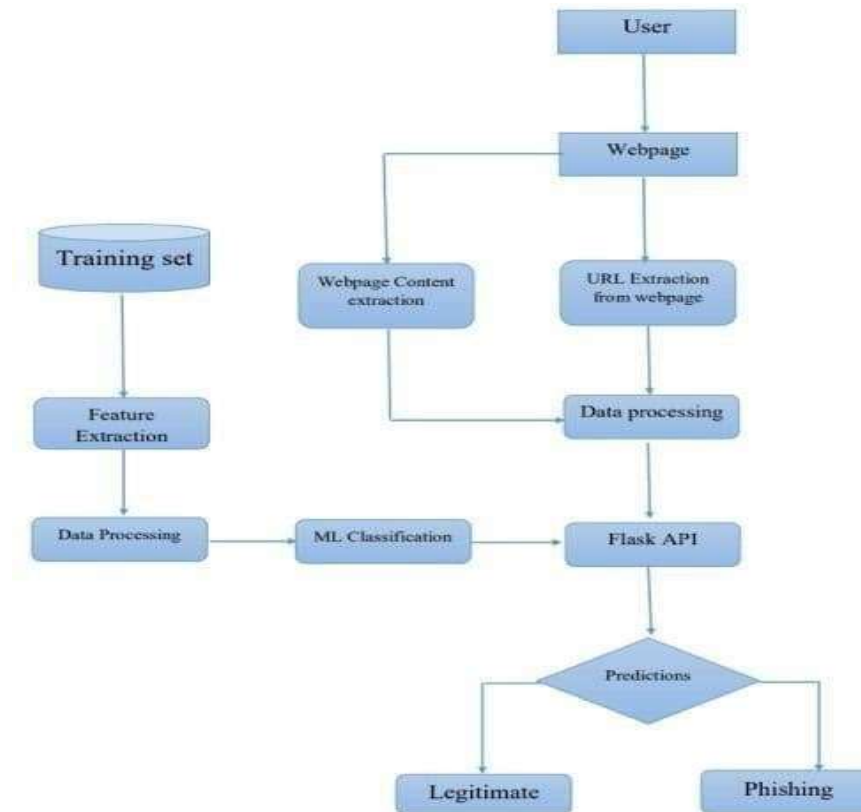 User
Webpage
Training set
Webpage Content
extraction
URL Extraction
from webpage
Feature
Extraction
Data processing
Data Processing
ML Classification
Flask API
Predictions
Legitimate
Phishing